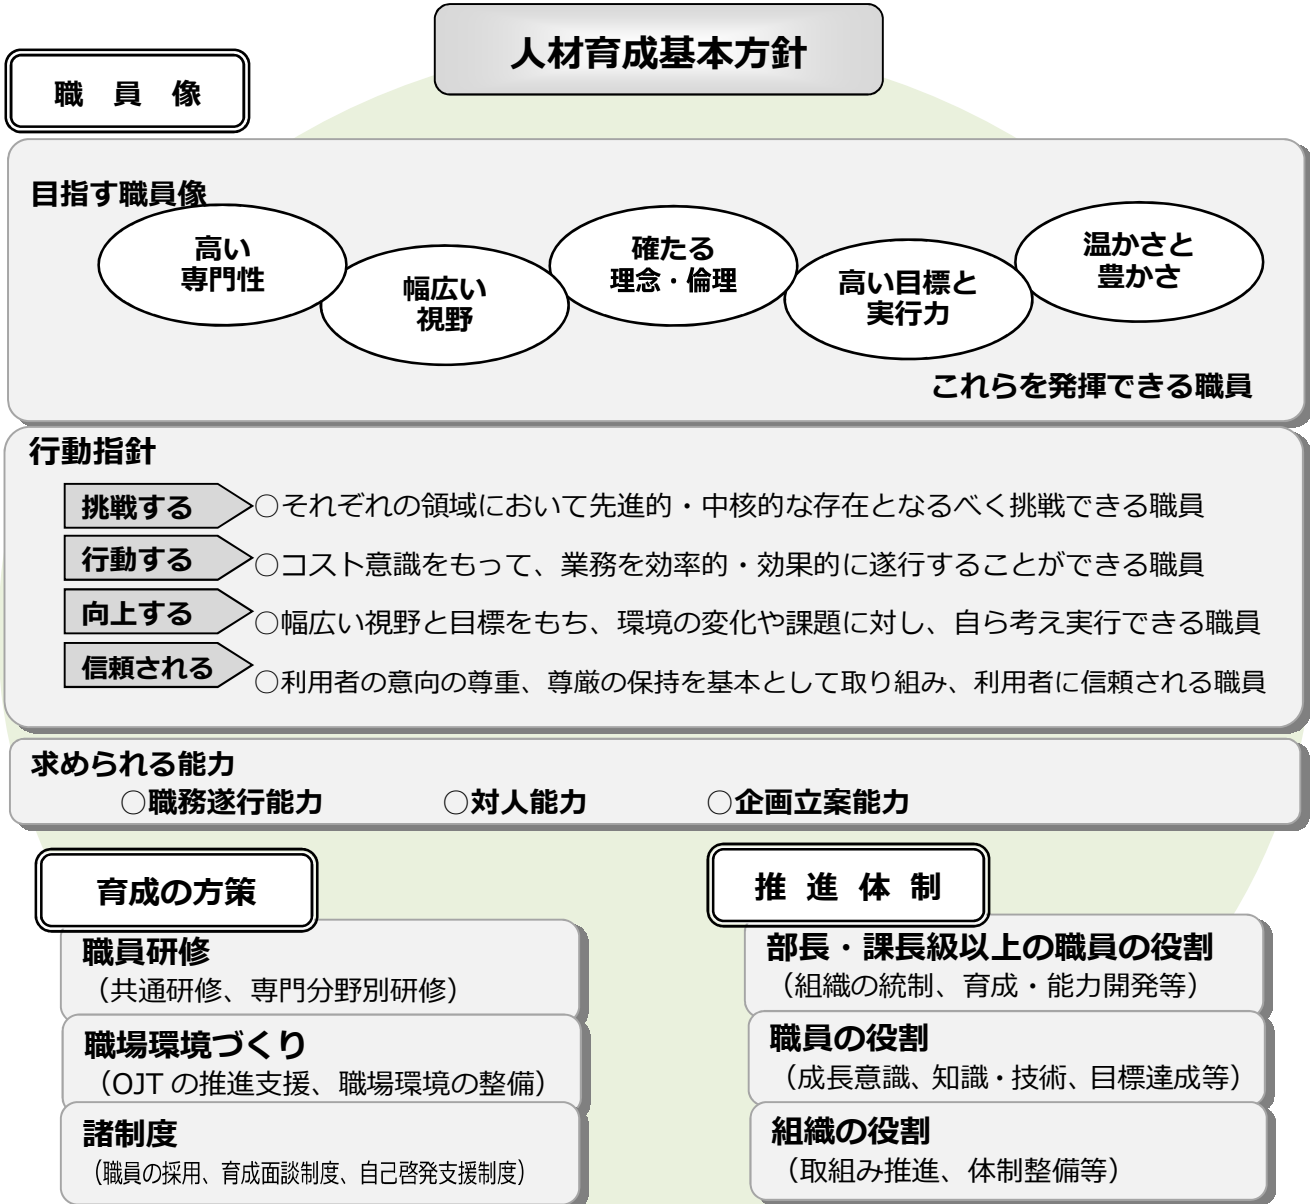 人材育成基本方針
職 員 像
目指す職員像
高い
専門性
幅広い
視野
確たる
理念・倫理
高い目標と
実行力
温かさと
豊かさ
これらを発揮できる職員
行動指針
挑戦する
○それぞれの領域において先進的・中核的な存在となるべく挑戦できる職員
行動する
○コスト意識をもって、業務を効率的・効果的に遂行することができる職員
向上する
○幅広い視野と目標をもち、環境の変化や課題に対し、自ら考え実行できる職員
信頼される
○利用者の意向の尊重、尊厳の保持を基本として取り組み、利用者に信頼される職員
求められる能力
○職務遂行能力 ○対人能力 ○企画立案能力
育成の方策
職員研修
（共通研修、専門分野別研修）
職場環境づくり
（OJT の推進支援、職場環境の整備）
諸制度
（職員の採用、育成面談制度、自己啓発支援制度）
推 進 体 制
部長・課長級以上の職員の役割
（組織の統制、育成・能力開発等）
職員の役割
（成長意識、知識・技術、目標達成等）
組織の役割
（取組み推進、体制整備等）